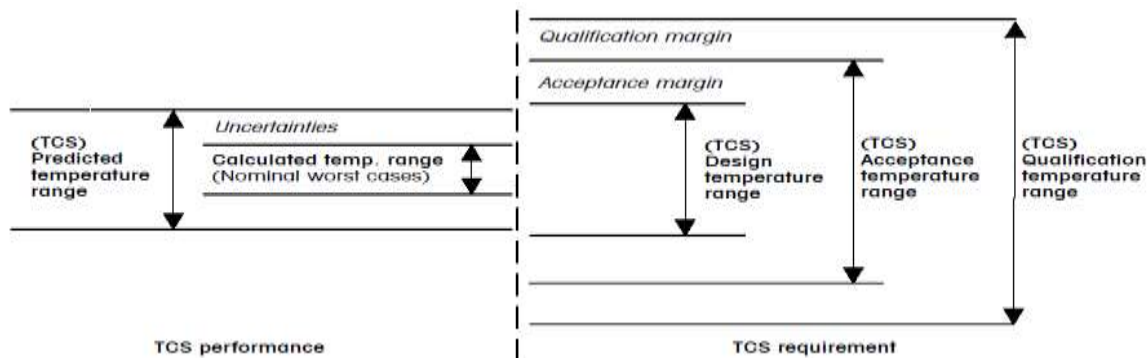 Qualification margin
Acceptance margin
Uncertainties
(TCS)
Predicted
temperature
range
Calculated temp. range
(Nominal worst cases)
(TCS)
Design
temperature
range
(TCS)
Acceptance
temperature
range
(TCS)
Qualification
temperature
range
TCS performance
TCS requirement